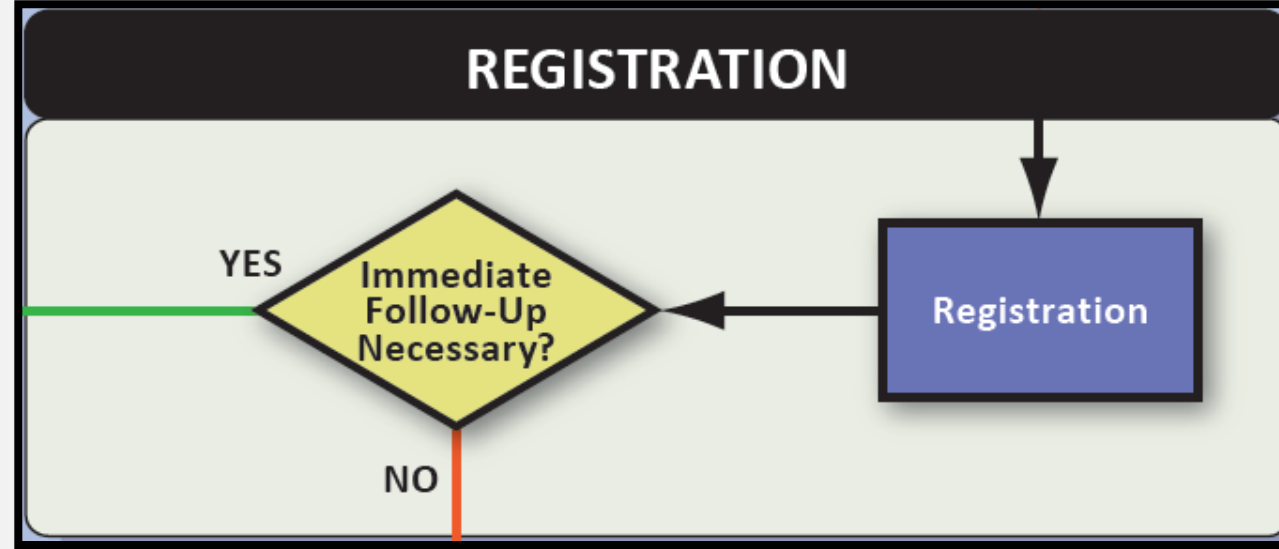 REGISTRATION
YES
Immediate
Follow-Up
Necessary?
Registration
NO